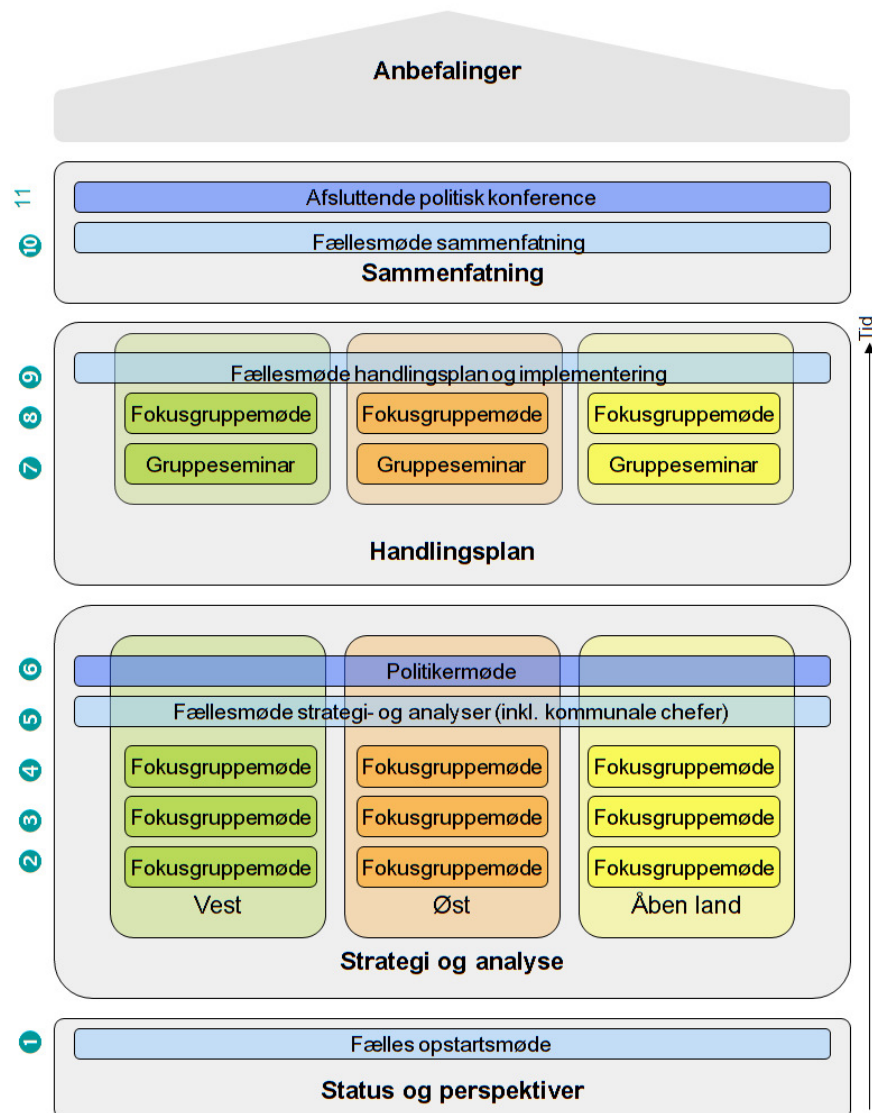 Anbefalinger
11
Afsluttende politisk konference
10
Fællesmøde sammenfatning
Sammenfatning
Tid
9
Fællesmøde handlingsplan og implementering
8
Fokusgruppemøde Fokusgruppemøde Fokusgruppemøde
7
Gruppeseminar Gruppeseminar Gruppeseminar
Handlingsplan
6
Politikermøde
5
Fællesmøde strategi- og analyser (inkl. kommunale chefer)
4
Fokusgruppemøde Fokusgruppemøde Fokusgruppemøde
3
Fokusgruppemøde Fokusgruppemøde Fokusgruppemøde
2
Fokusgruppemøde Fokusgruppemøde Fokusgruppemøde
Vest Øst Åben land
Strategi og analyse
1
Fælles opstartsmøde
Status og perspektiver